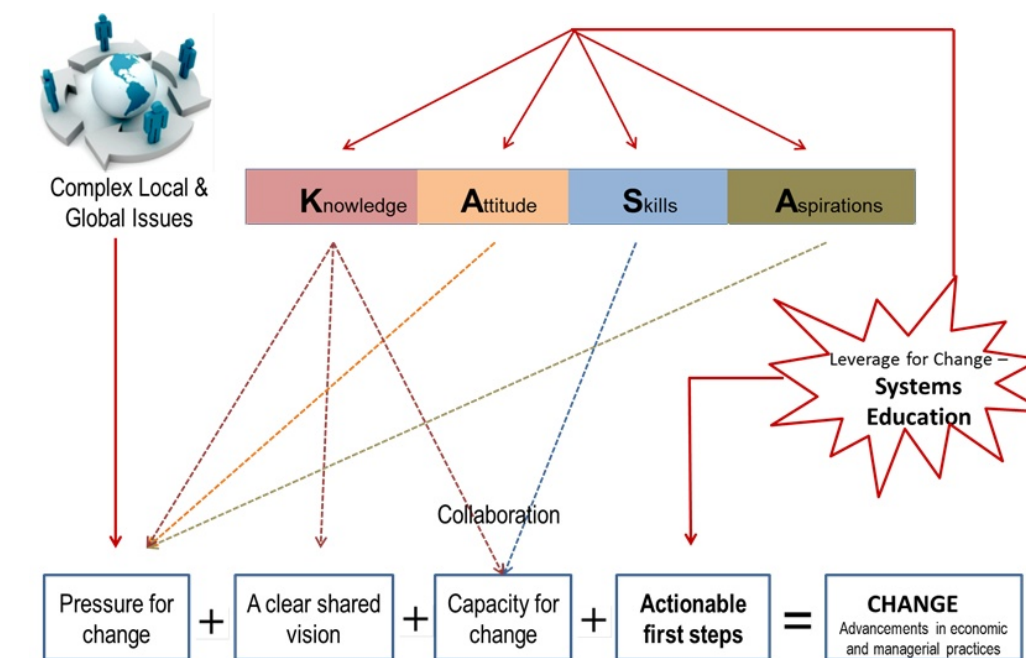 Complex Local &
Global Issues
Knowledge
Attitude
Skills
Aspirations
Leverage for Change –
Systems
Education
Collaboration
Pressure for
change
+
A clear shared
vision
+
Capacity for
change
+
Actionable
first steps
=
CHANGE
Advancements in economic
and managerial practices